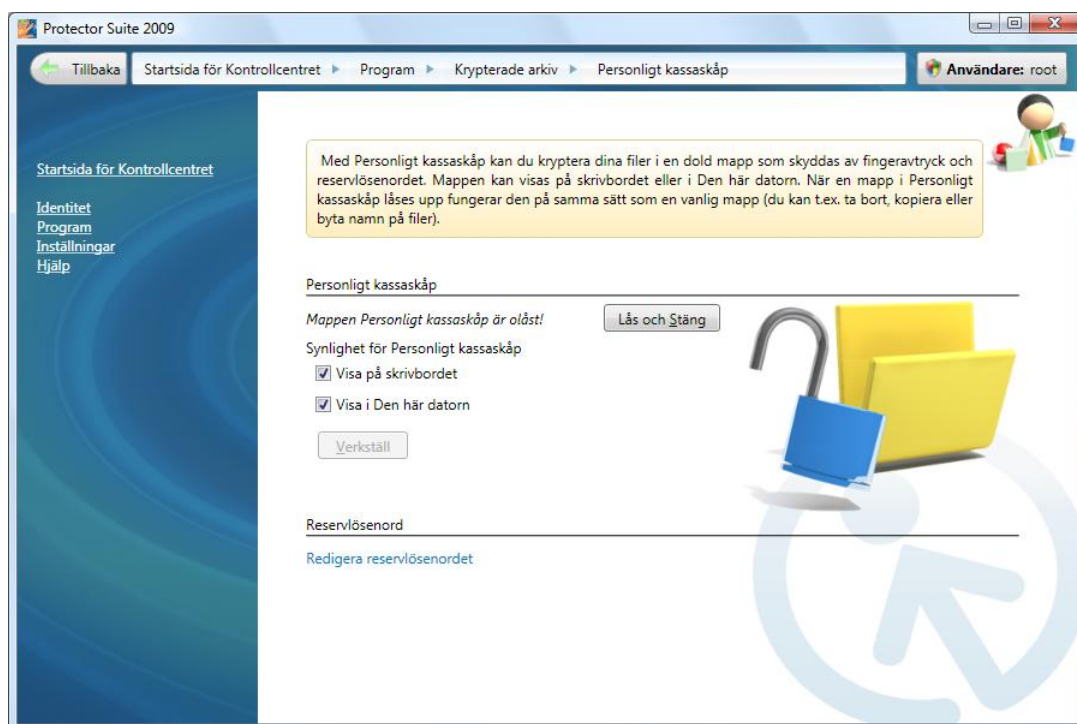 Protector Suite 2009
Tillbaka
Startsida för Kontrollcentret
Program
Krypterade arkiv
Personligt kassaskåp
Användare: root
Startsida för Kontrollcentret
Identitet
Program
Inställningar
Hjälp
Med Personligt kassaskåp kan du kryptera dina filer i en dold mapp som skyddas av fingeravtryck och
reservlösenordet. Mappen kan visas på skrivbordet eller i Den här datorn. När en mapp i Personligt
kassaskåp låses upp fungerar den på samma sätt som en vanlig mapp (du kan t.ex. ta bort, kopiera eller
byta namn på filer).
Personligt kassaskåp
Mappen Personligt kassaskåp är olåst!
Lås och Stäng
Synlighet för Personligt kassaskåp
Visa på skrivbordet
Visa i Den här datorn
Verkställ
Reservlösenord
Redigera reservlösenordet